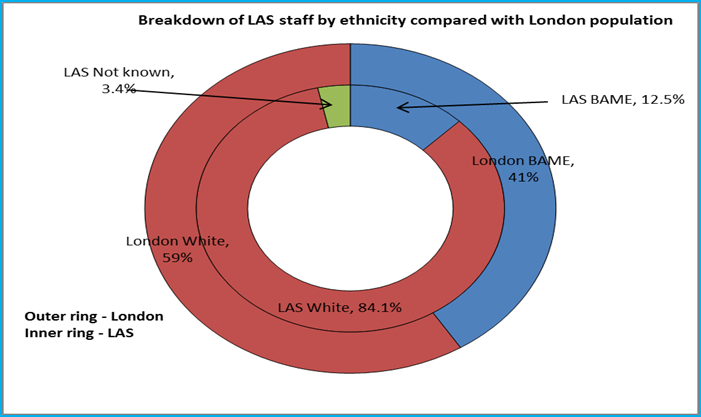 Breakdown of LAS staff by ethnicity compared with London population
LAS Not known,
3.4%
LAS BAME, 12.5%
London BAME,
41%
London White,
59%
LAS White, 84.1%
Outer ring - London
Inner ring - LAS